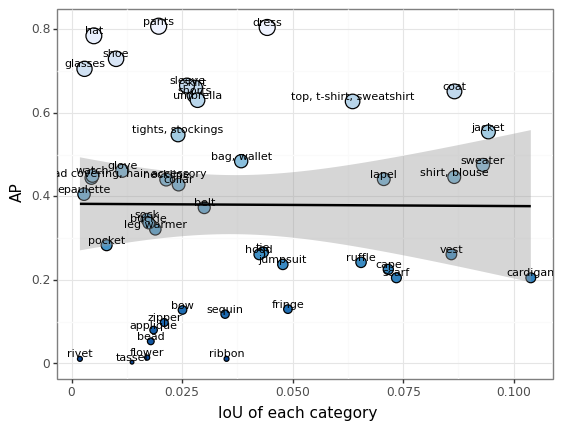 0.8
pants
dress
hat
shoe
glasses
sleeve
umbrella
top, t-shirt, sweatshirt
coat
0.6
tights, stockings
jacket
bag, wallet
sweater
glove
watch
lapel
shirt, blouse
collar
epaulette
0.4
AP
belt
sock
leg warmer
pocket
hood
jumpsuit
ruffle
vest
cape
scarf
cardigan
0.2
bow
zipper
sequin
fringe
applique
bead
rivet
flower
tassel
ribbon
0
0
0.025
0.050
0.075
0.100
IoU of each category